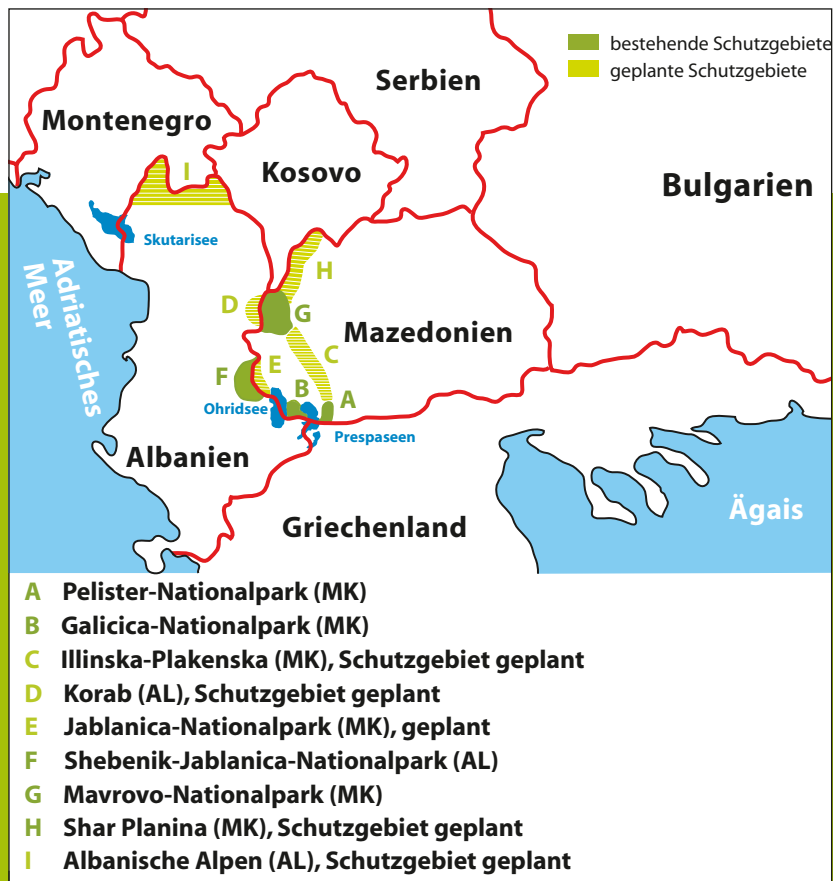 bestehende Schutzgebiete
geplante Schutzgebiete
Serbien
Montenegro
Kosovo
Bulgarien
I
Skutarisee
Adriatisches
Meer
H
D
G
Mazedonien
C
E
F
B
A
Ohridsee
Prespaseen
Albanien
Ägais
Griechenland
A Pelister-Nationalpark (MK)
B Galicica-Nationalpark (MK)
C Illinska-Plakenska (MK), Schutzgebiet geplant
D Korab (AL), Schutzgebiet geplant
E Jablanica-Nationalpark (MK), geplant
F Shebenik-Jablanica-Nationalpark (AL)
G Mavrovo-Nationalpark (MK)
H Shar Planina (MK), Schutzgebiet geplant
I Albanische Alpen (AL), Schutzgebiet geplant